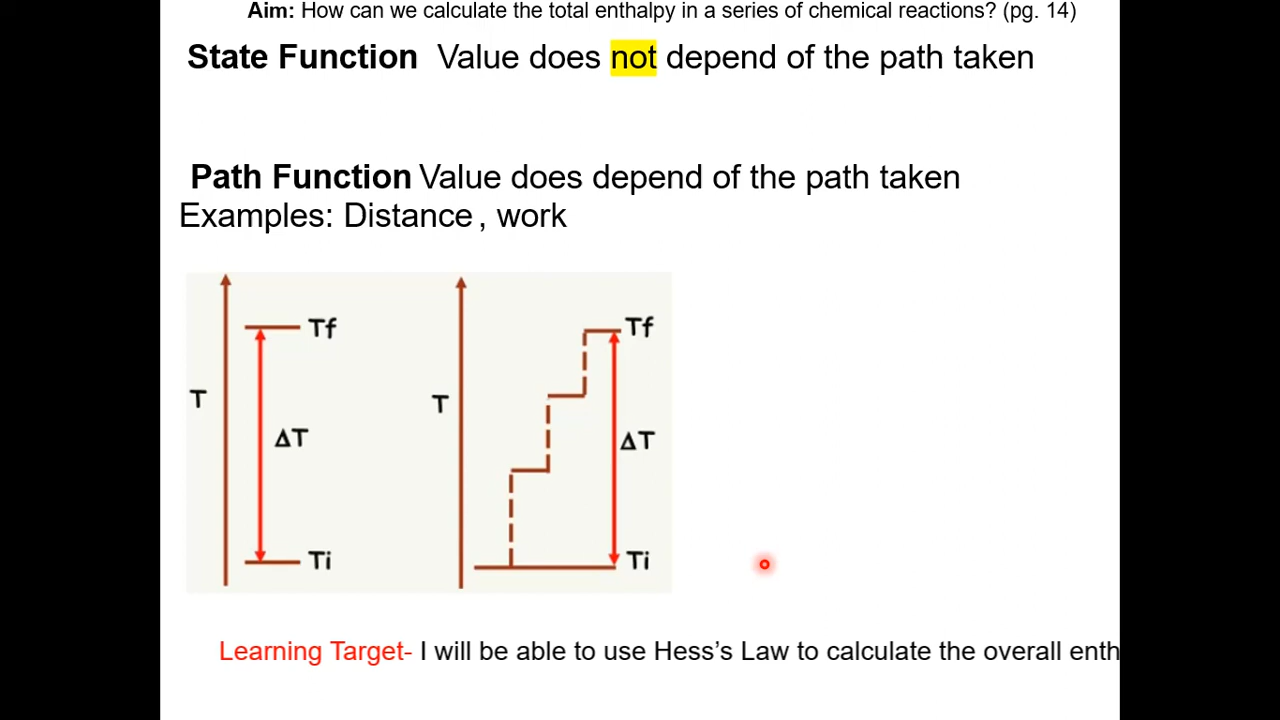 Aim: How can we calculate the total enthalpy in a series of chemical reactions? (pg. 14)
State Function Value does not depend of the path taken
Path Function Value does depend of the path taken
Examples: Distance , work
Tf
T
ΔT
Ti
Tf
T
ΔT
Ti
Learning Target- I will be able to use Hess’s Law to calculate the overall enth